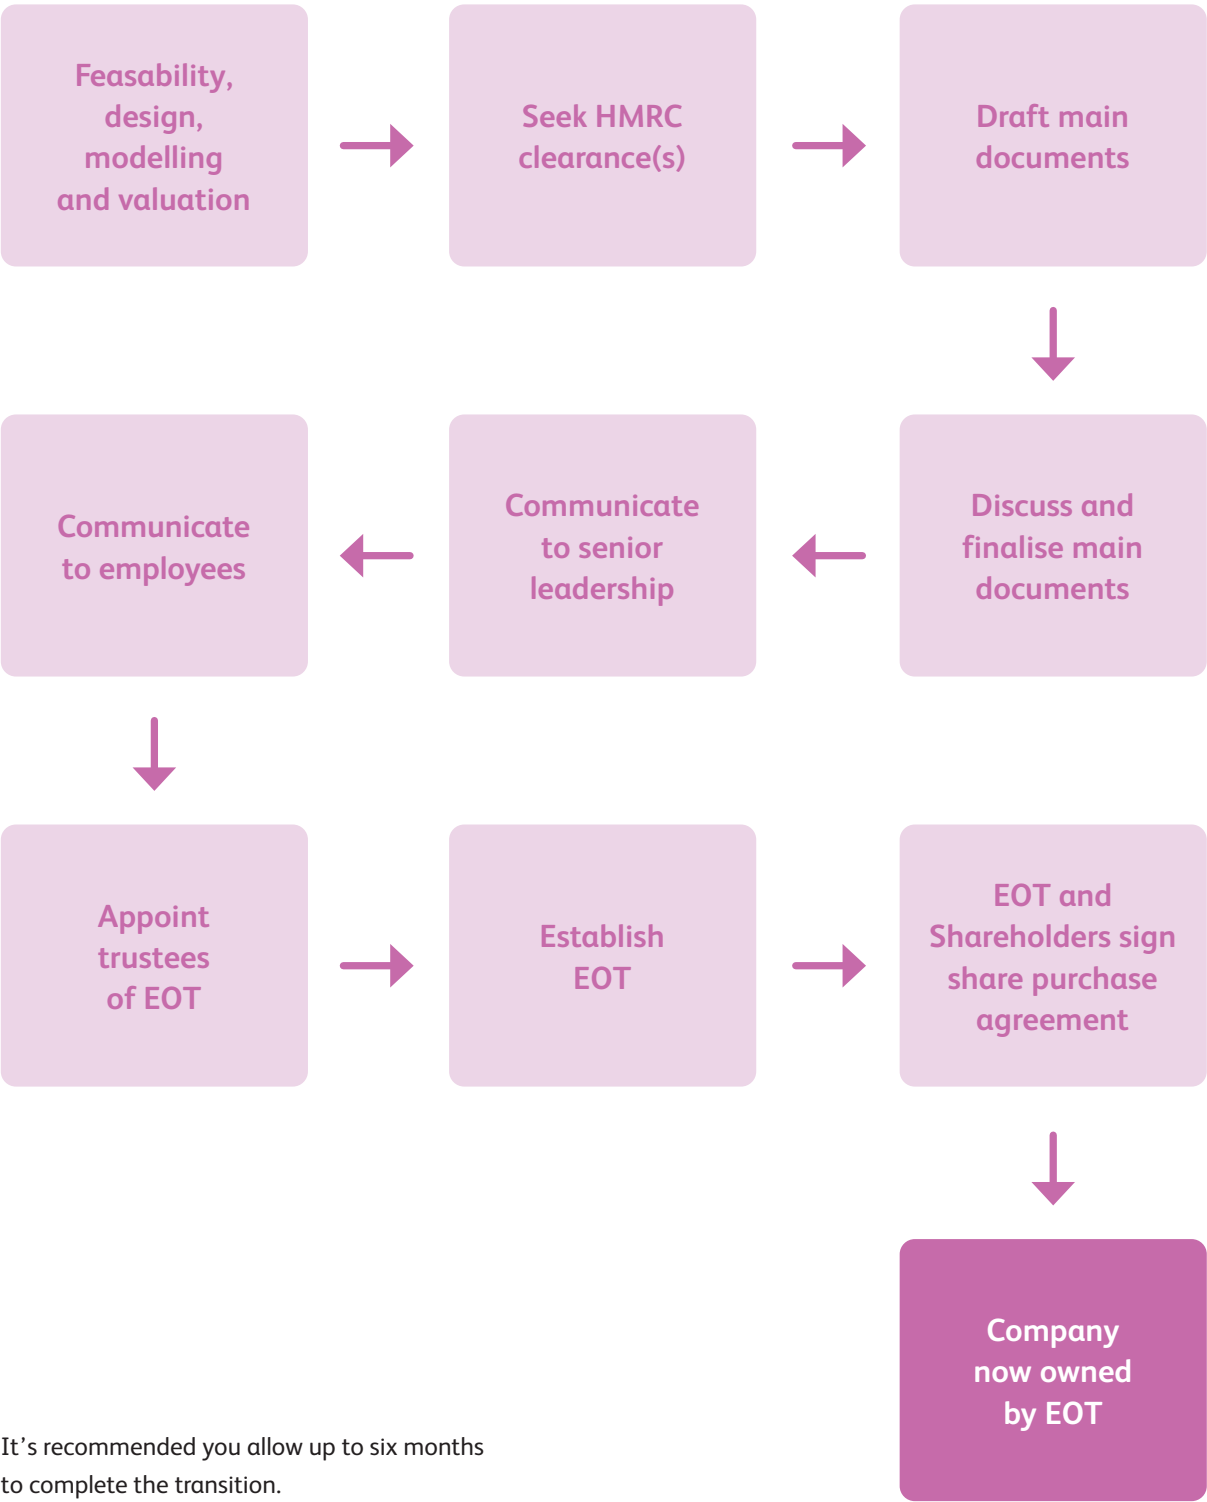 Feasability,
design,
modelling
and valuation
Seek HMRC
clearance(s)
Draft main
documents
Discuss and
finalise main
documents
Communicate
to senior
leadership
Communicate
to employees
Appoint
trustees
of EOT
Establish
EOT
EOT and
Shareholders sign
share purchase
agreement
Company
now owned
by EOT
It’s recommended you allow up to six months
to complete the transition.